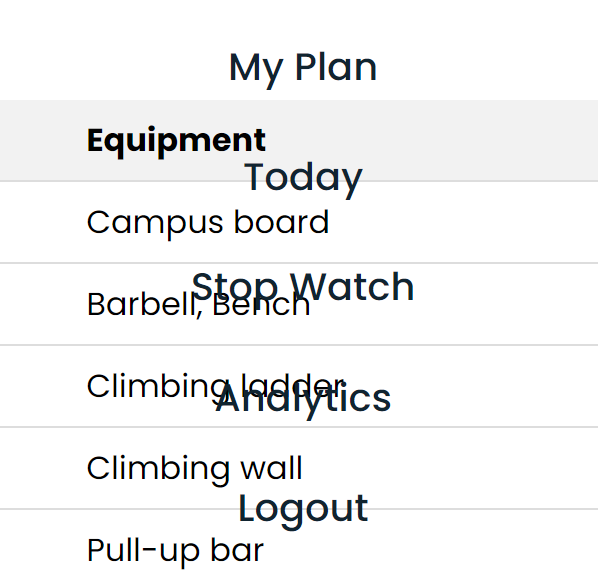 My Plan
Equipment
Today
Campus board
Stop Watch
Barbell, Bench
Climbing ladder
Analytics
Climbing wall
Logout
Pull-up bar